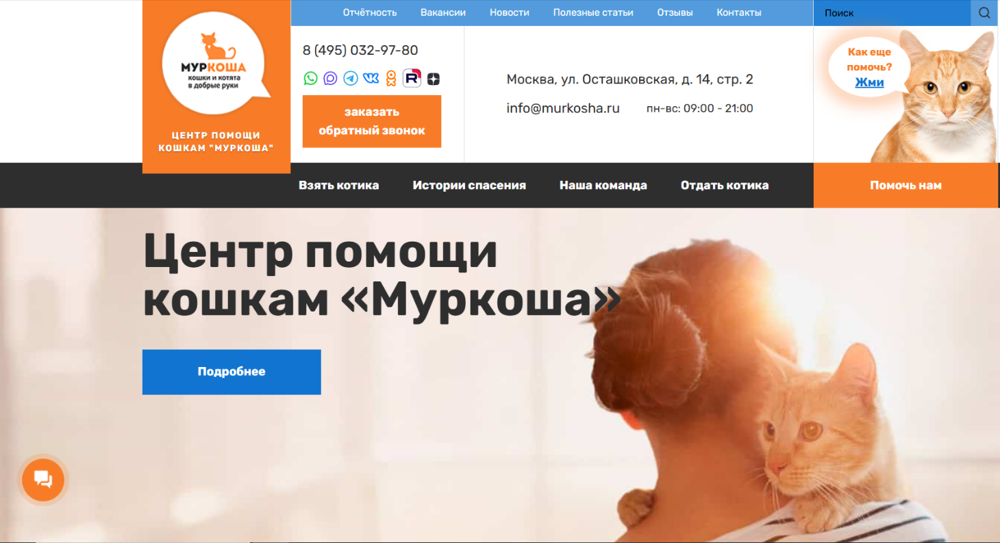 Отчётность
Вакансии
Новости
Полезные статьи
Отзывы
Контакты
Поиск
МУРКОША
кошки и котята
в добрые руки
ЦЕНТР ПОМОЩИ
КОШКАМ "МУРКОША"
8 (495) 032-97-80
R
заказать
обратный звонок
Москва, ул. Осташковская, д. 14, стр. 2
info@murkosha.ru
пн-вс: 09:00 - 21:00
Как еще
помочь?
Жми
Взять котика
Истории спасения
Наша команда
Отдать котика
Помочь нам
Центр помощи
кошкам «Муркоша»
Подробнее